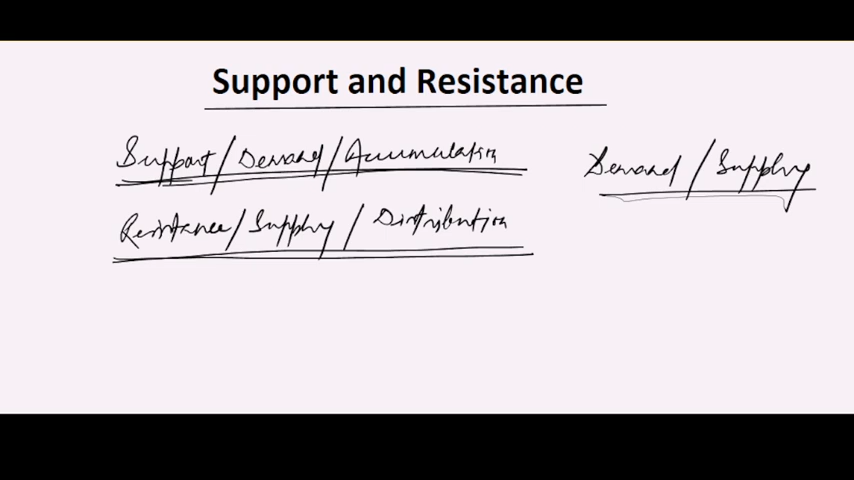 Support and Resistance
Support / Demand / Accumulation
Demand / Supply
Resistance / Supply / Distribution